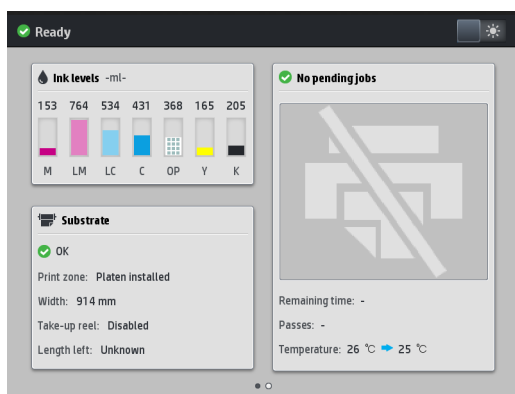 Ready
Ink levels -ml-
153 764 534 431 368 165 205
M LM LC C OP Y K
Substrate
OK
Print zone: Platen installed
Width: 914 mm
Take-up reel: Disabled
Length left: Unknown
No pending jobs
Remaining time: -
Passes: -
Temperature: 26 °C ➡ 25 °C